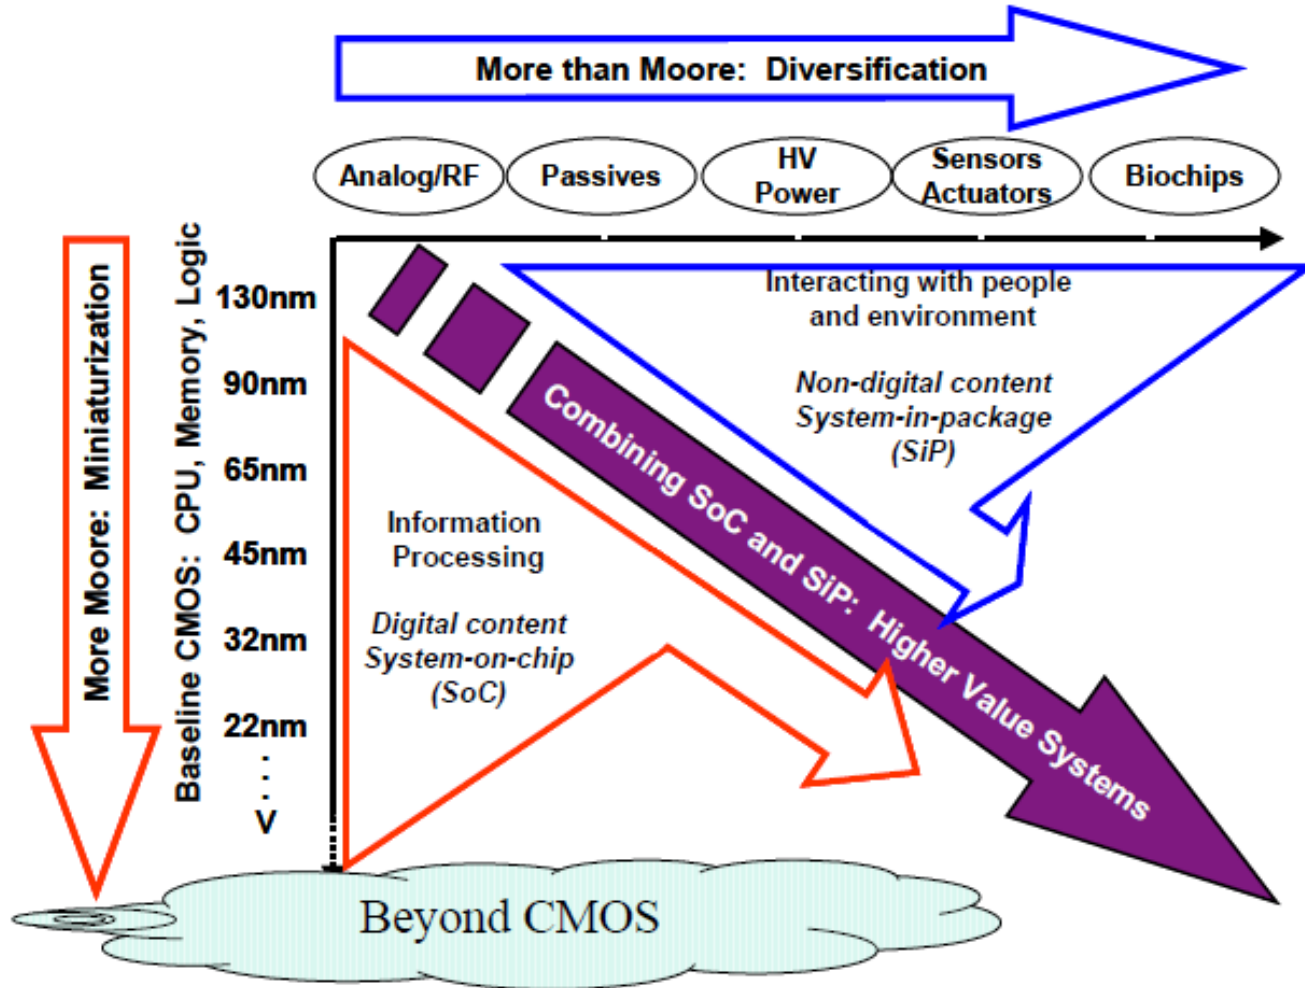 More than Moore: Diversification
Analog/RF
Passives
HV
Power
Sensors
Actuators
Biochips
More Moore: Miniaturization
Baseline CMOS: CPU, Memory, Logic
130nm
90nm
65nm
45nm
32nm
22nm
.
.
.
V
Interacting with people
and environment
Non-digital content
System-in-package
(SiP)
Combining SoC and SiP: Higher Value Systems
Information
Processing
Digital content
System-on-chip
(SoC)
Beyond CMOS